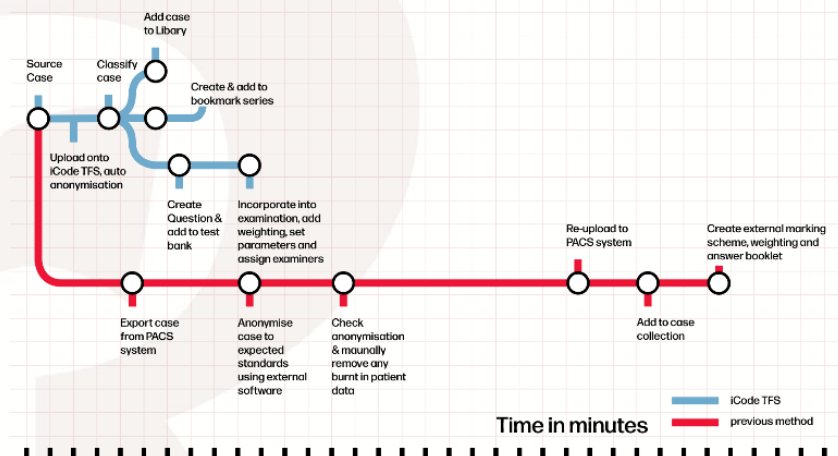 Add case
to Libary
Source
Case
Classify
case
Create & add to
bookmark series
Upload onto
iCode TFS, auto
anonymisation
Create
Question &
add to test
bank
Incorporate into
examination, add
weighting, set
parameters and
assign examiners
Re-upload to
PACS system
Create external marking
scheme, weighting and
answer booklet
Export case
from PACS
system
Anonymise
case to
expected
standards
using external
software
Check
anonymisation
& maunally
remove any
burnt in patient
data
Add to case
collection
iCode TFS
Time in minutes
previous method